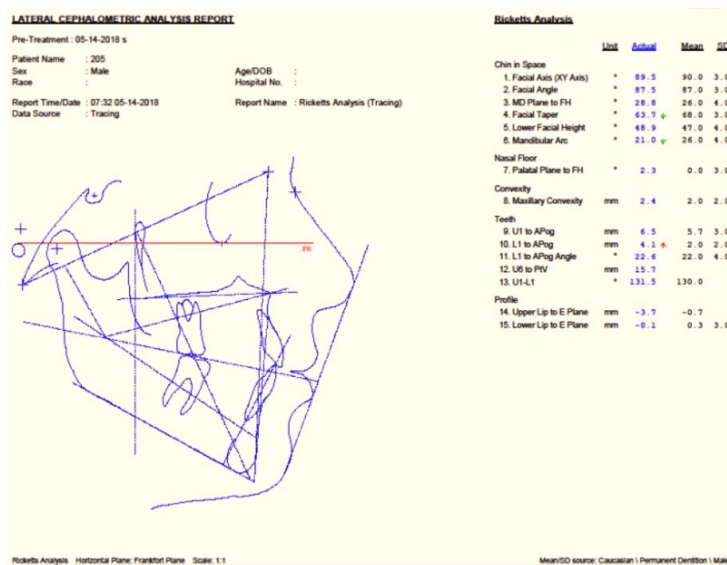 LATERAL CEPHALOMETRIC ANALYSIS REPORT
Pre-Treatment : 05-14-2018 s
Patient Name : 205
Sex : Male Age/DOB :
Race : Hospital No. :
Report Time/Date : 07:32 05-14-2018 Report Name : Ricketts Analysis (Tracing)
Data Source : Tracing
Ricketts Analysis
Unit Actual Mean SD
Chin in Space
1. Facial Axis (XY Axis) ° 89.5 90.0 3.0
2. Facial Angle ° 87.5 87.0 3.0
3. MD Plane to FH ° 28.8 26.0 4.0
4. Facial Taper ° 63.7 68.0 3.0
5. Lower Facial Height ° 48.9 47.0 4.0
6. Mandibular Arc ° 21.0 26.0 4.0
Nasal Floor
7. Palatal Plane to FH ° 2.3 0.0 3.0
Convexity
8. Maxillary Convexity mm 2.4 2.0 2.0
Teeth
9. U1 to APog mm 6.5 5.7 3.0
10. L1 to APog mm 4.1 2.0 2.0
11. L1 to APog Angle ° 22.6 22.0 4.0
12. U6 to PtV mm 15.7
13. U1-L1 ° 131.5 130.0
Profile
14. Upper Lip to E Plane mm -3.7 -0.7
15. Lower Lip to E Plane mm -0.1 0.3 3.0
Ricketts Analysis Horizontal Plane: Frankfort Plane Scale: 1:1
Mean/SD source: Caucasian \ Permanent Dentition \ Male